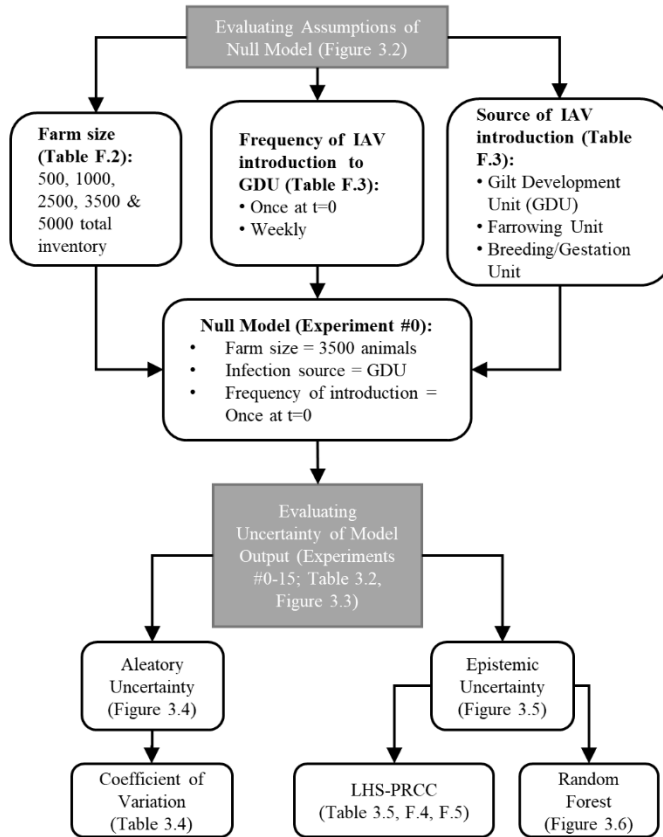 Evaluating Assumptions of
Null Model (Figure 3.2)
Farm size
(Table F.2):
500, 1000,
2500, 3500 &
5000 total
inventory
Frequency of IAV
introduction to
GDU (Table F.3):
• Once at t=0
• Weekly
Source of IAV
introduction (Table
F.3):
• Gilt Development
Unit (GDU)
• Farrowing Unit
• Breeding/Gestation
Unit
Null Model (Experiment #0):
• Farm size = 3500 animals
• Infection source = GDU
• Frequency of introduction =
Once at t=0
Evaluating
Uncertainty of Model
Output (Experiments
#0-15; Table 3.2,
Figure 3.3)
Aleatory
Uncertainty
(Figure 3.4)
Epistemic
Uncertainty
(Figure 3.5)
Coefficient of
Variation
(Table 3.4)
LHS-PRCC
(Table 3.5, F.4, F.5)
Random
Forest
(Figure 3.6)